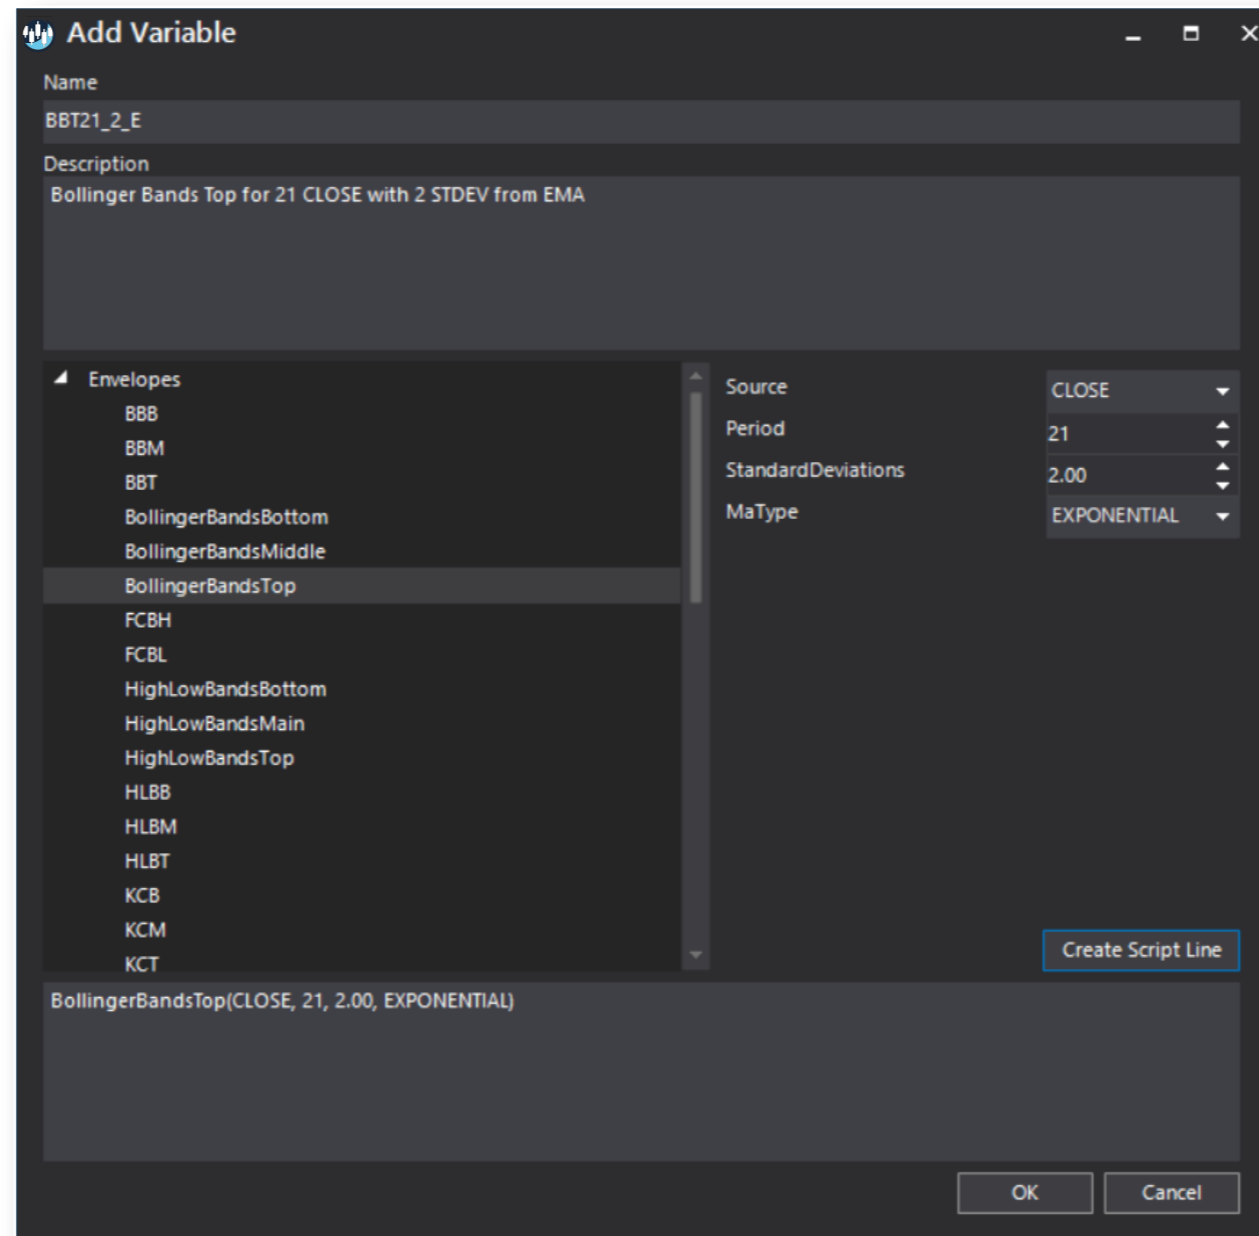 Add Variable
Name
BBT21_2_E
Description
Bollinger Bands Top for 21 CLOSE with 2 STDEV from EMA
Envelopes
BBB
BBM
BBT
BollingerBandsBottom
BollingerBandsMiddle
BollingerBandsTop
FCBH
FCBL
HighLowBandsBottom
HighLowBandsMain
HighLowBandsTop
HLBB
HLBM
HLBT
KCB
KCM
KCT
Source CLOSE
Period 21
StandardDeviations 2.00
MaType EXPONENTIAL
Create Script Line
BollingerBandsTop(CLOSE, 21, 2.00, EXPONENTIAL)
OK Cancel